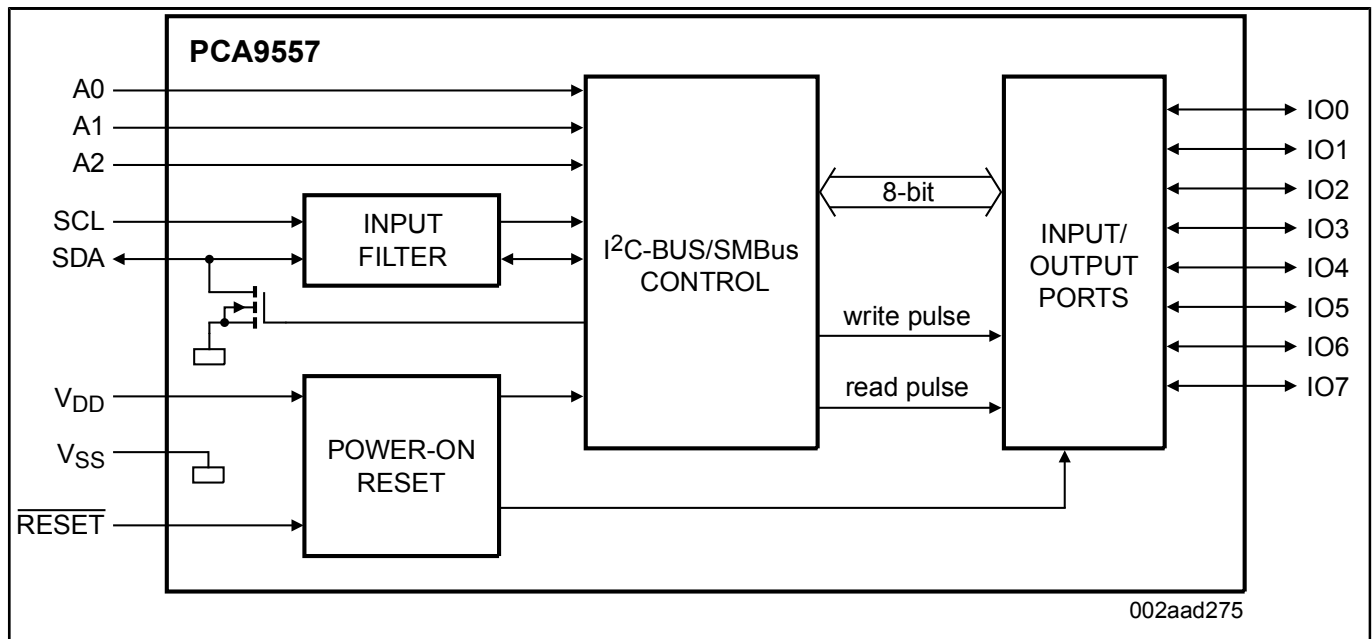 PCA9557
A0
A1
A2
SCL
SDA
VDD
VSS
RESET
INPUT
FILTER
POWER-ON
RESET
I2C-BUS/SMBus
CONTROL
8-bit
write pulse
read pulse
INPUT/
OUTPUT
PORTS
IO0
IO1
IO2
IO3
IO4
IO5
IO6
IO7
002aad275